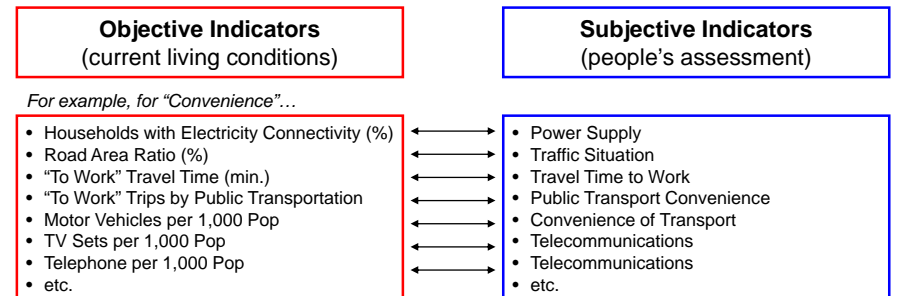 Objective Indicators
(current living conditions)
Subjective Indicators
(people's assessment)
For example, for “Convenience”…
• Households with Electricity Connectivity (%)
• Road Area Ratio (%)
• “To Work” Travel Time (min.)
• “To Work” Trips by Public Transportation
• Motor Vehicles per 1,000 Pop
• TV Sets per 1,000 Pop
• Telephone per 1,000 Pop
• etc.
• Power Supply
• Traffic Situation
• Travel Time to Work
• Public Transport Convenience
• Convenience of Transport
• Telecommunications
• Telecommunications
• etc.